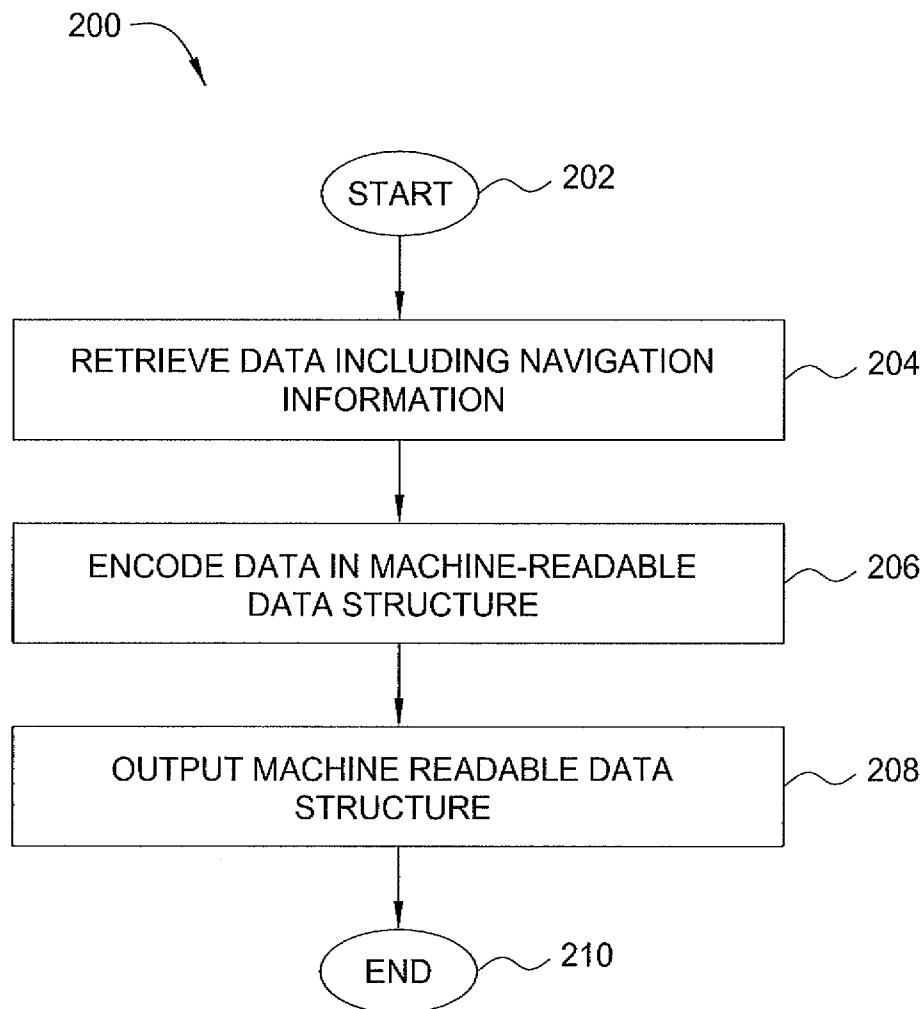 200
START
202
RETRIEVE DATA INCLUDING NAVIGATION
INFORMATION
204
ENCODE DATA IN MACHINE-READABLE
DATA STRUCTURE
206
OUTPUT MACHINE READABLE DATA
STRUCTURE
208
END
210